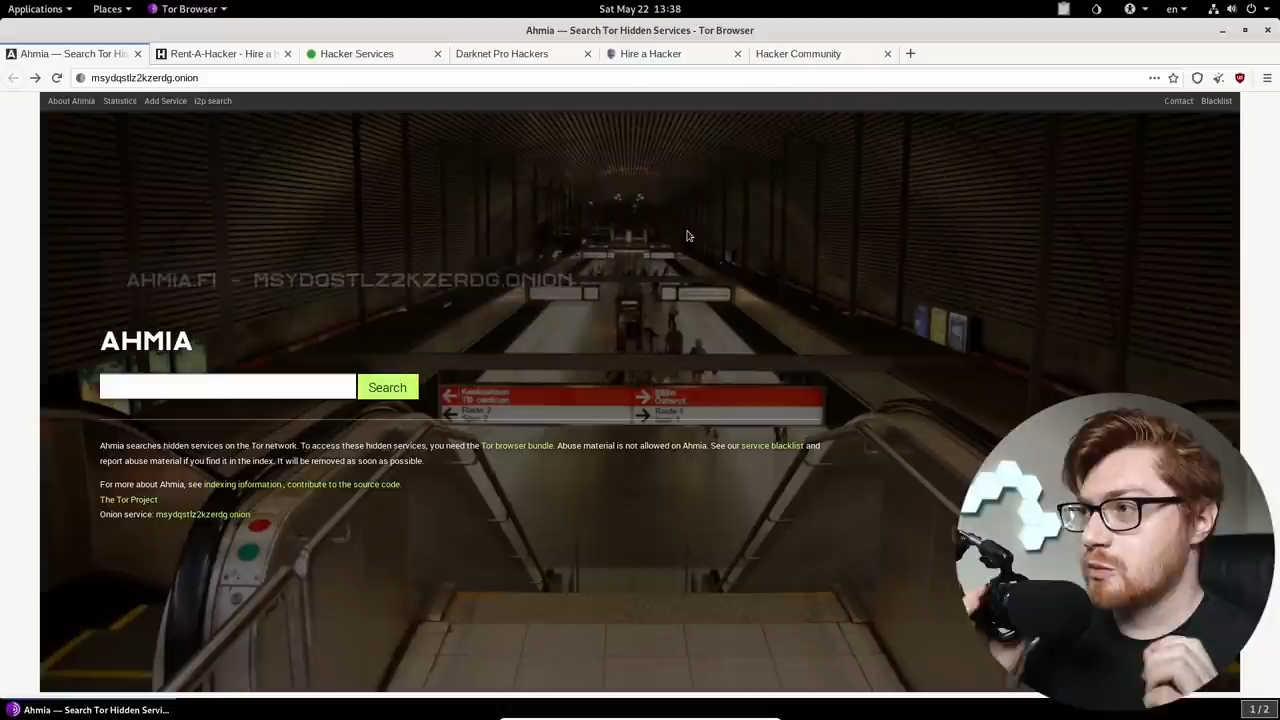 Applications Places Tor Browser Sat May 22 13:38 en
Ahmia — Search Tor Hidden Services - Tor Browser
Ahmia — Search Tor Hid Rent-A-Hacker - Hire a h Hacker Services Darknet Pro Hackers Hire a Hacker Hacker Community
msydqstlz2kzerdg.onion
About Ahmia Statistics Add Service i2p search Contact Blacklist
AHMIA.FI - MSYDQSTLZ2KZERDG.ONION
AHMIA
Search
Ahmia searches hidden services on the Tor network. To access these hidden services, you need the Tor browser bundle. Abuse material is not allowed on Ahmia. See our service blacklist and
report abuse material if you find it in the index. It will be removed as soon as possible.
For more about Ahmia, see indexing information, contribute to the source code.
The Tor Project
Onion service: msydqstlz2kzerdg.onion
Ahmia — Search Tor Hidden Servi... 1 / 2